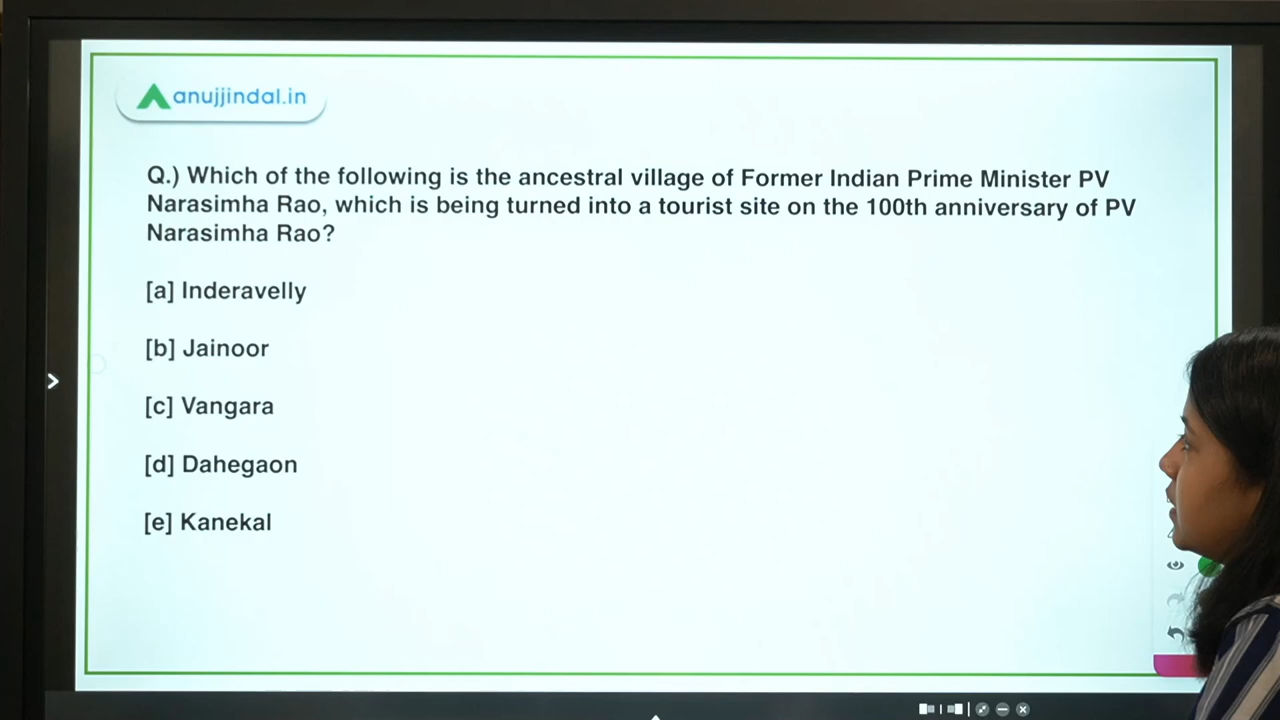 anujjindal.in
Q.) Which of the following is the ancestral village of Former Indian Prime Minister PV
Narasimha Rao, which is being turned into a tourist site on the 100th anniversary of PV
Narasimha Rao?
[a] Inderavelly
[b] Jainoor
[c] Vangara
[d] Dahegaon
[e] Kanekal